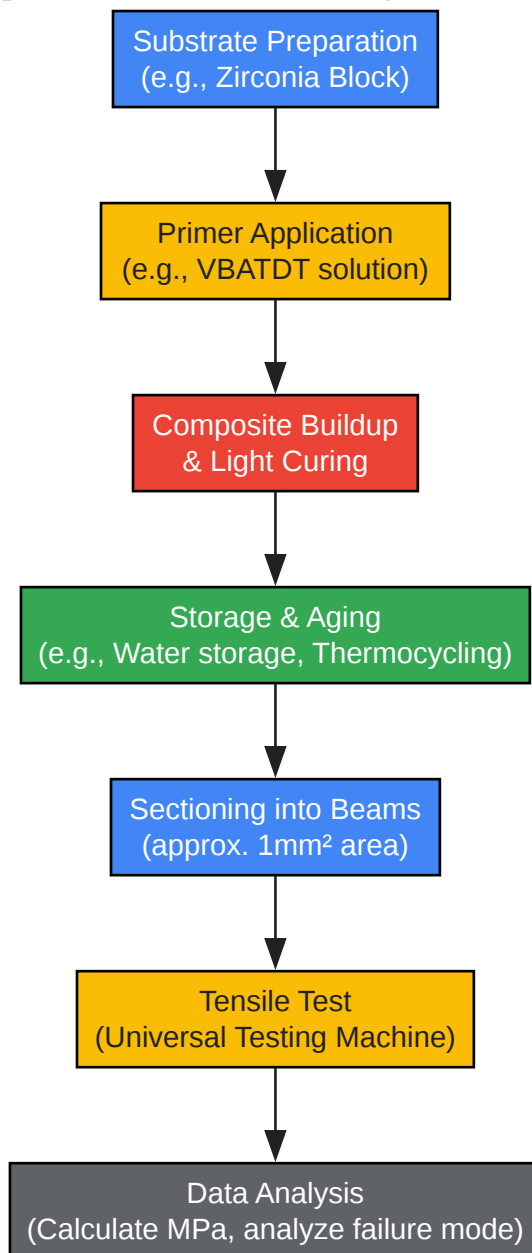 Substrate Preparation
(e.g., Zirconia Block)
Primer Application
(e.g., VBATDT solution)
Composite Buildup
& Light Curing
Storage & Aging
(e.g., Water storage, Thermocycling)
Sectioning into Beams
(approx. 1mm² area)
Tensile Test
(Universal Testing Machine)
Data Analysis
(Calculate MPa, analyze failure mode)